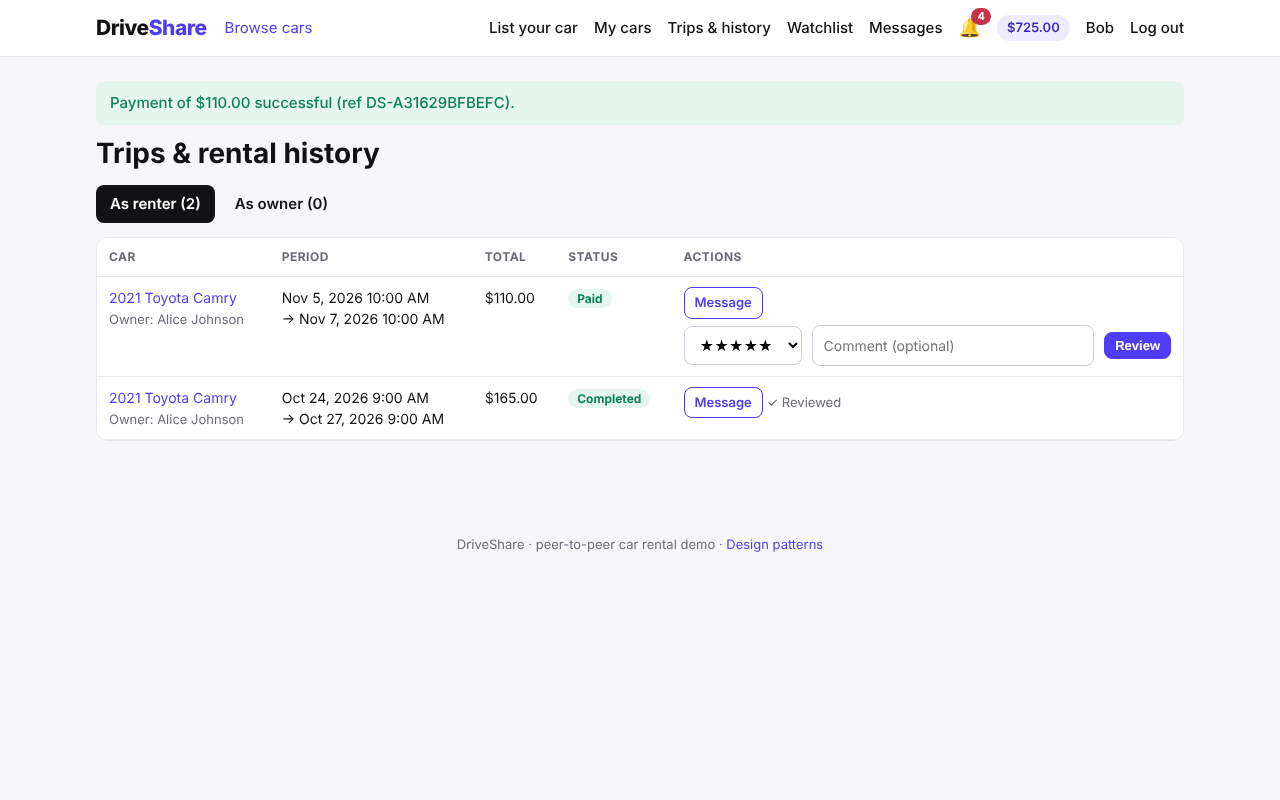 DriveShare Browse cars List your car My cars Trips & history Watchlist Messages 4 $725.00 Bob Log out
Payment of $110.00 successful (ref DS-A31629BFBEFC).
Trips & rental history
As renter (2) As owner (0)
CAR PERIOD TOTAL STATUS ACTIONS
2021 Toyota Camry Nov 5, 2026 10:00 AM $110.00 Paid Message
Owner: Alice Johnson → Nov 7, 2026 10:00 AM
★★★★★ Comment (optional) Review
2021 Toyota Camry Oct 24, 2026 9:00 AM $165.00 Completed Message ✓ Reviewed
Owner: Alice Johnson → Oct 27, 2026 9:00 AM
DriveShare · peer-to-peer car rental demo · Design patterns